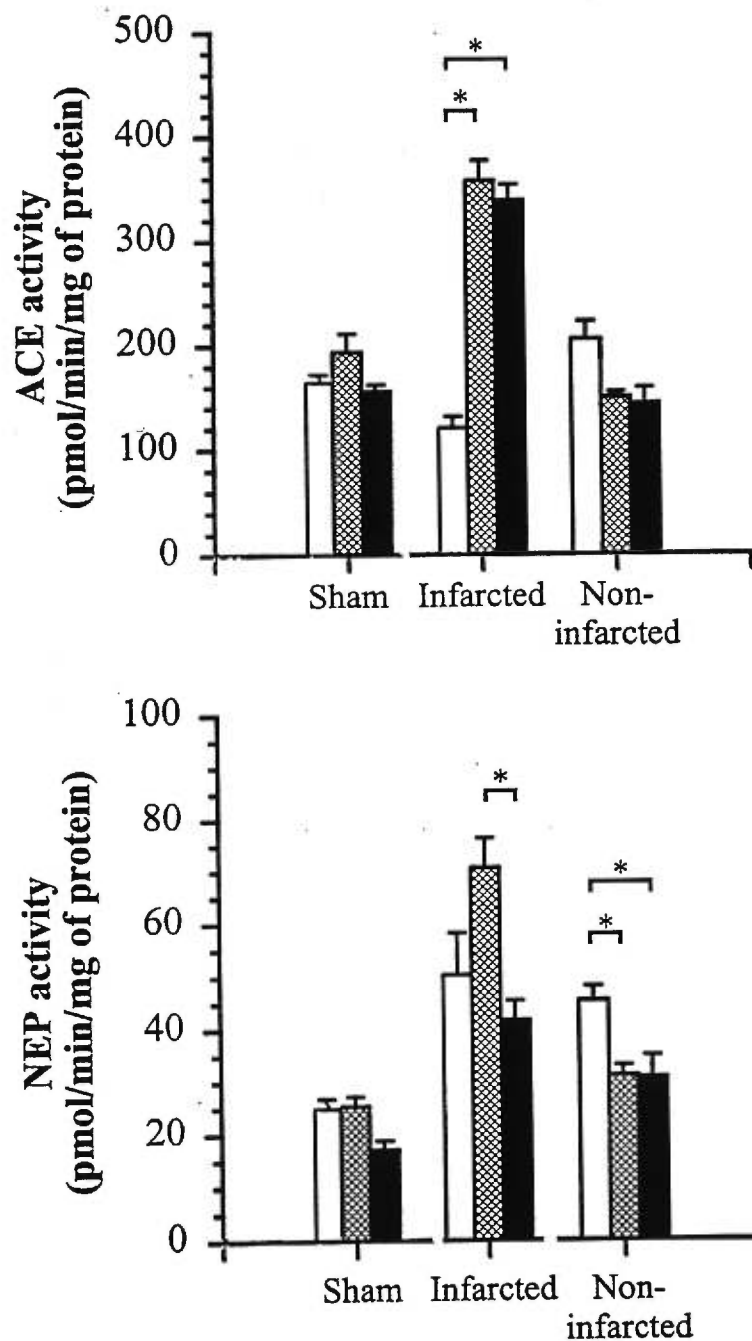 ACE activity
(pmol/min/mg of protein)
500
400
300
200
100
0
*
*
Sham
Infarcted
Non-
infarcted
NEP activity
(pmol/min/mg of protein)
100
80
60
40
20
0
*
*
*
Sham
Infarcted
Non-
infarcted